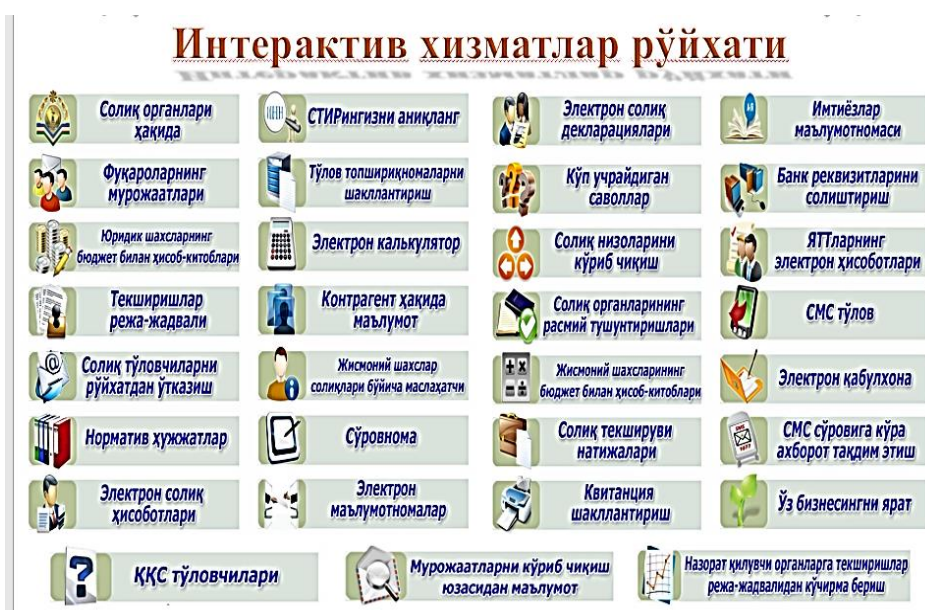 Интерактив хизматлар рўйхати
Солиқ органлари
ҳақида
СТИРингизни аниқланг
Электрон солиқ
декларациялари
Имтиёзлар
маълумотномаси
Фуқароларнинг
мурожаатлари
Тўлов топшириқномаларни
шакллантириш
Кўп учрайдиган
саволлар
Банк реквизитларини
солиштириш
Юридик шахсларнинг
бюджет билан ҳисоб-китоблари
Электрон калькулятор
Солиқ низоларини
кўриб чиқиш
ЯТТларнинг
электрон ҳисоботлари
Текширишлар
режа-жадвали
Контрагент ҳақида
маълумот
Солиқ органларининг
расмий тушунтиришлари
СМС тўлов
Солиқ тўловчиларни
рўйхатдан ўтказиш
Жисмоний шахслар
солиқлари бўйича маслаҳатчи
Жисмоний шахсларининг
бюджет билан ҳисоб-китоблари
Электрон қабулхона
Норматив ҳужжатлар
Сўровнома
Солиқ текшируви
натижалари
СМС сўровига кўра
ахборот тақдим этиш
Электрон солиқ
ҳисоботлари
Электрон
маълумотномалар
Квитанция
шакллантириш
Ўз бизнесингни ярат
ҚҚС тўловчилари
Мурожаатларни кўриб чиқиш
юзасидан маълумот
Назорат қилувчи органларга текширишлар
режа-жадвалидан кўчирма бериш